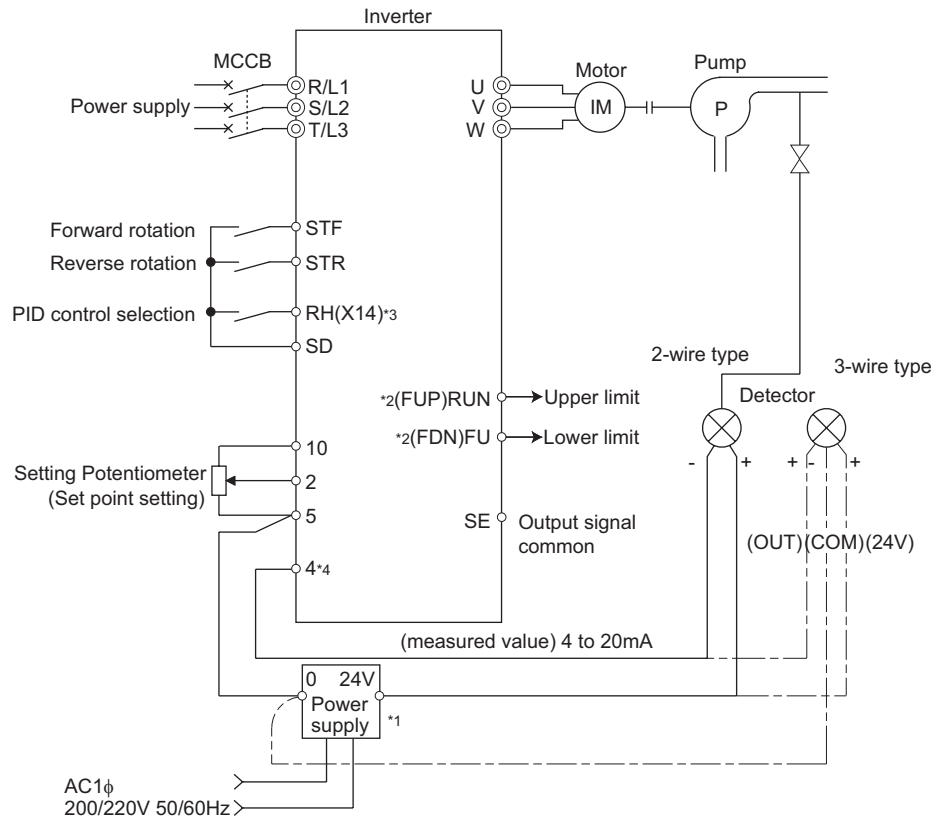 Inverter
MCCB
Power supply
R/L1
S/L2
T/L3
U
V
W
Motor
IM
Pump
P
Forward rotation
STF
Reverse rotation
STR
PID control selection
RH(X14)*3
SD
2-wire type
3-wire type
*2(FUP)RUN
Upper limit
Detector
*2(FDN)FU
Lower limit
- +
+ - +
10
Setting Potentiometer
(Set point setting)
2
5
SE
Output signal
common
(OUT)(COM)(24V)
4*4
(measured value) 4 to 20mA
0 24V
Power
supply
*1
AC1ϕ
200/220V 50/60Hz